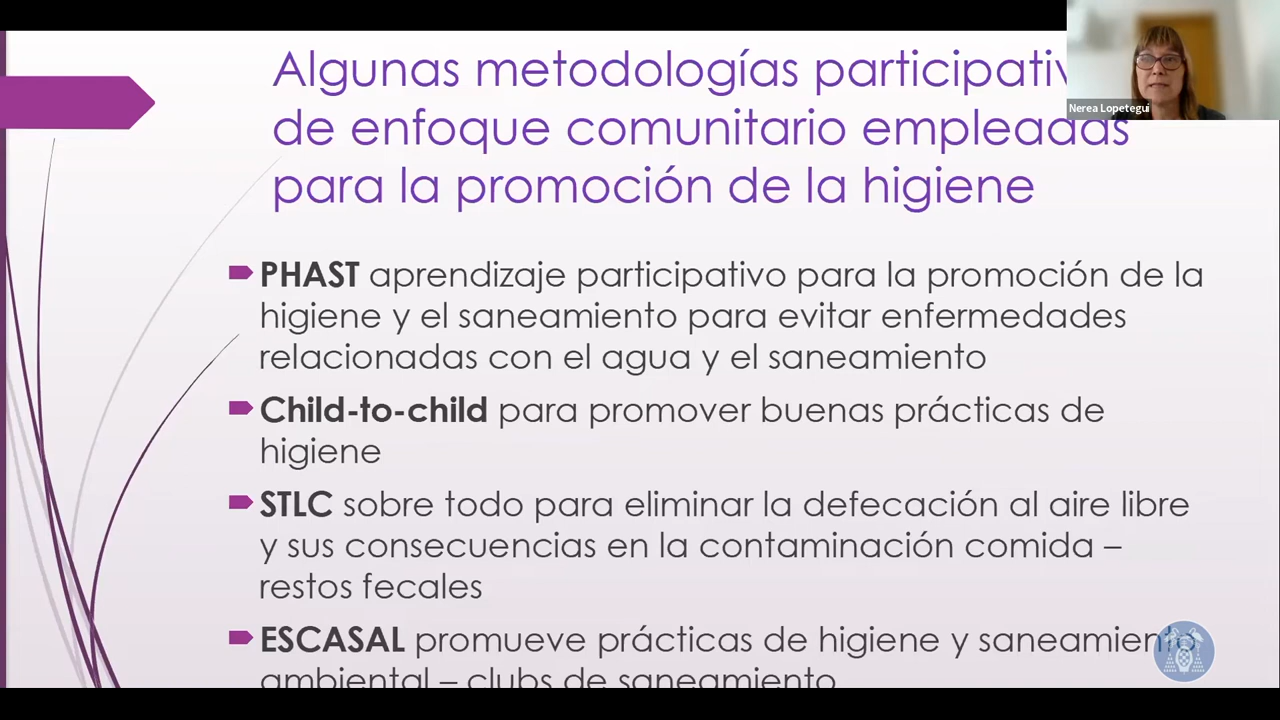 Algunas metodologías participativ
de enfoque comunitario empleadas
para la promoción de la higiene
Nerea Lopetegui
PHAST aprendizaje participativo para la promoción de la
higiene y el saneamiento para evitar enfermedades
relacionadas con el agua y el saneamiento
Child-to-child para promover buenas prácticas de
higiene
STLC sobre todo para eliminar la defecación al aire libre
y sus consecuencias en la contaminación comida –
restos fecales
ESCASAL promueve prácticas de higiene y saneamiento
ambiental – clubs de saneamiento